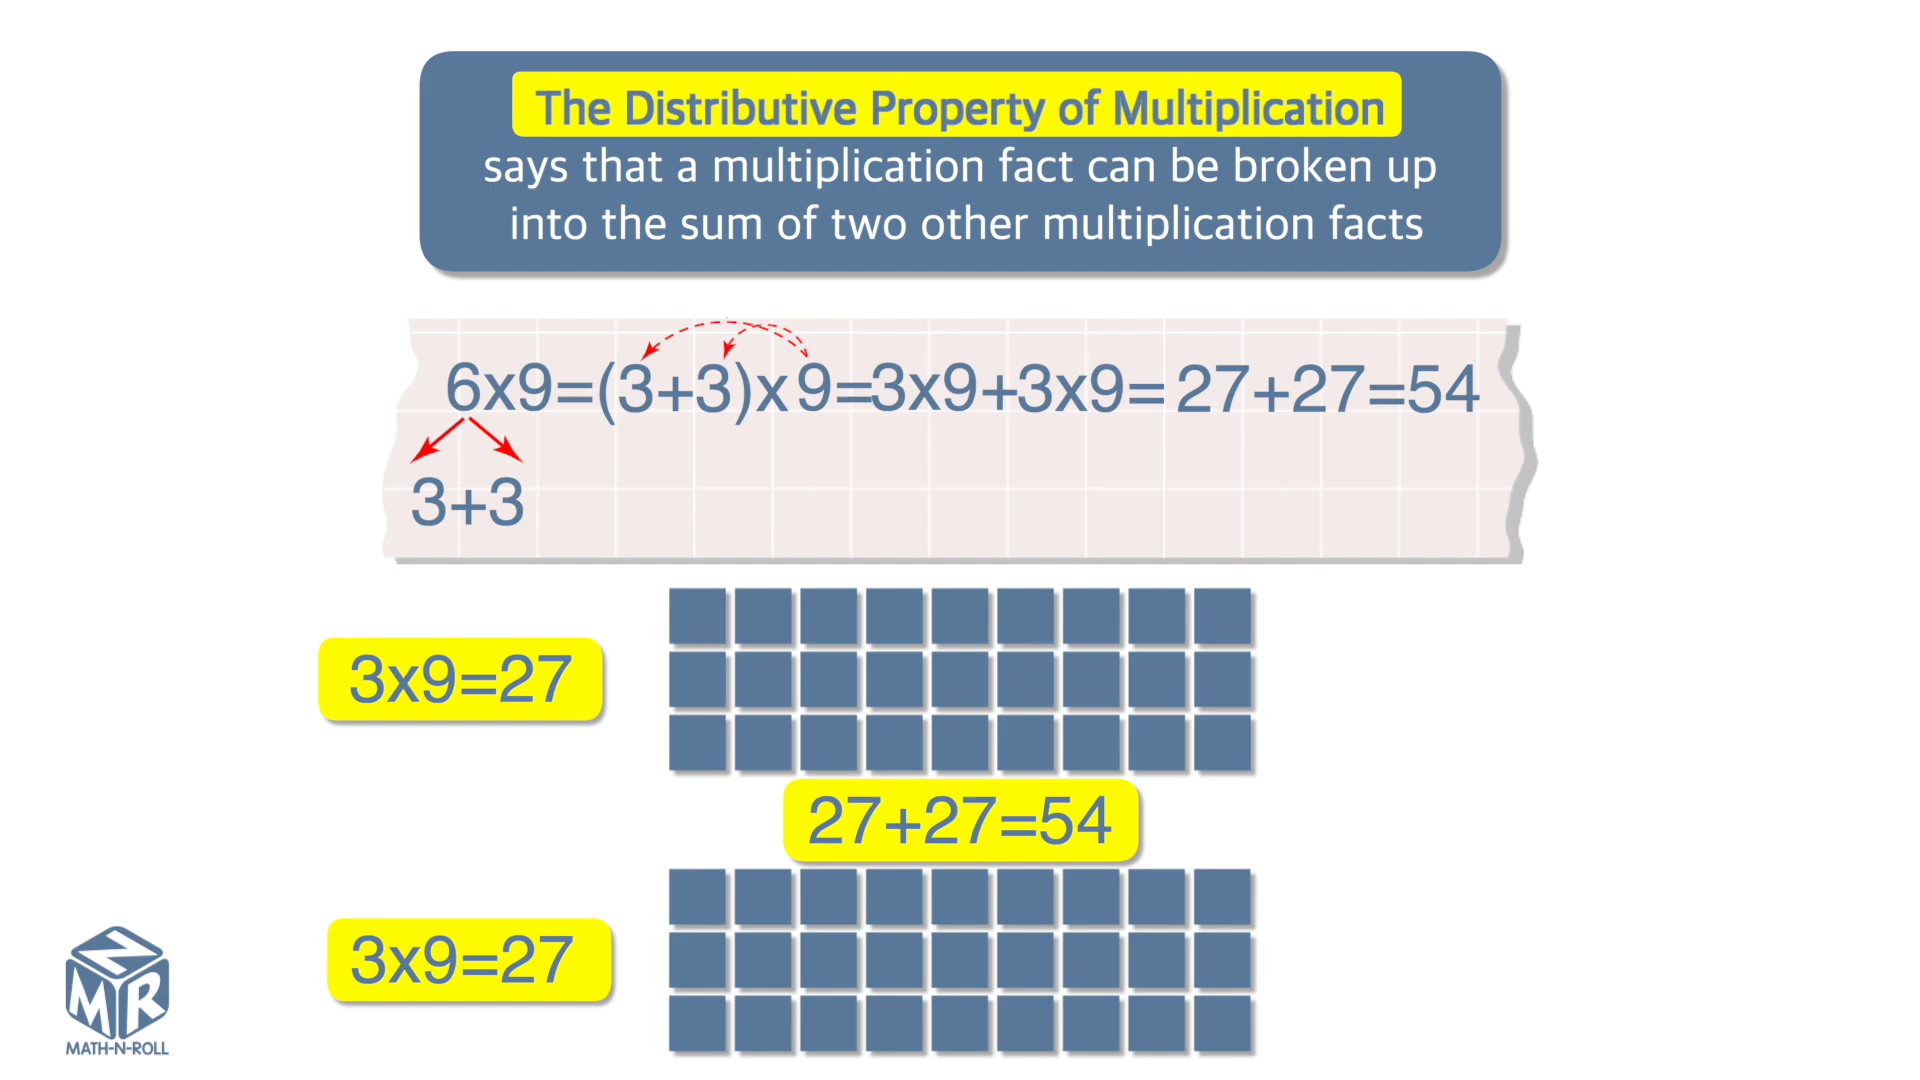 The Distributive Property of Multiplication
says that a multiplication fact can be broken up
into the sum of two other multiplication facts
6x9=(3+3)x9=3x9+3x9=27+27=54
3+3
3x9=27
27+27=54
3x9=27
MNR
MATH-N-ROLL